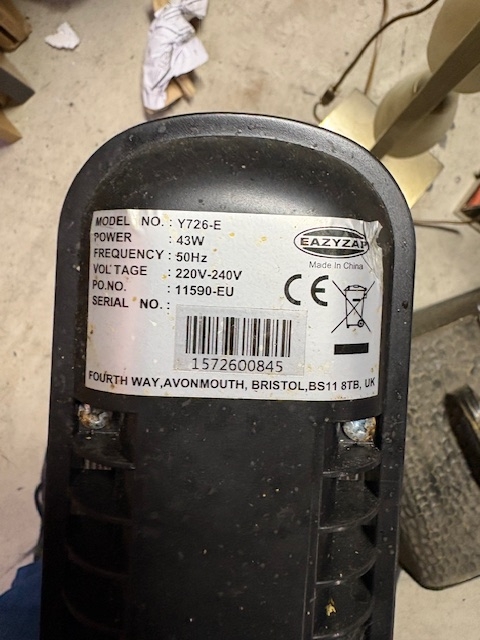 MODEL NO. : Y726-E
POWER : 43W
FREQUENCY : 50Hz
VOLTAGE : 220V-240V
PO.NO. : 11590-EU
SERIAL NO. :
EAZYZAP
Made In China
CE
1572600845
FOURTH WAY,AVONMOUTH, BRISTOL,BS11 8TB, UK